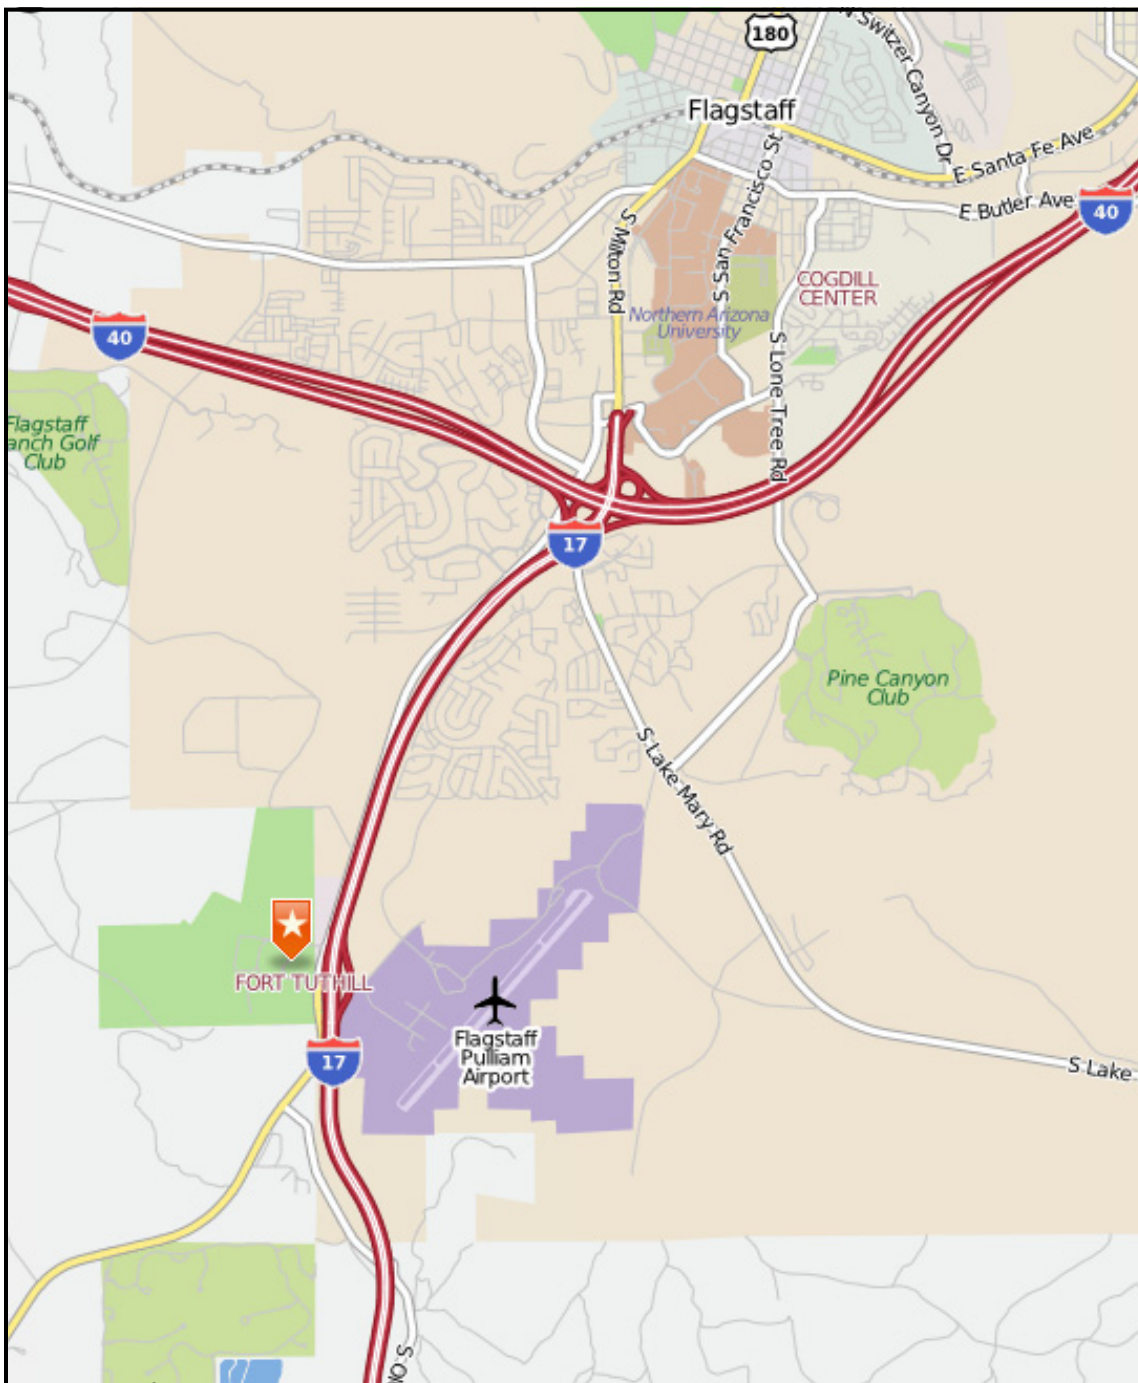 180
N Switzer Canyon Dr
Flagstaff
E Santa Fe Ave
S San Francisco St
E Butler Ave
40
S Milton Rd
COGDILL
CENTER
Northern Arizona
University
40
S Lone Tree Rd
Flagstaff
anch Golf
Club
17
Pine Canyon
Club
S Lake Mary Rd
FORT TUTHILL
Flagstaff
Pulliam
Airport
17
S Lake